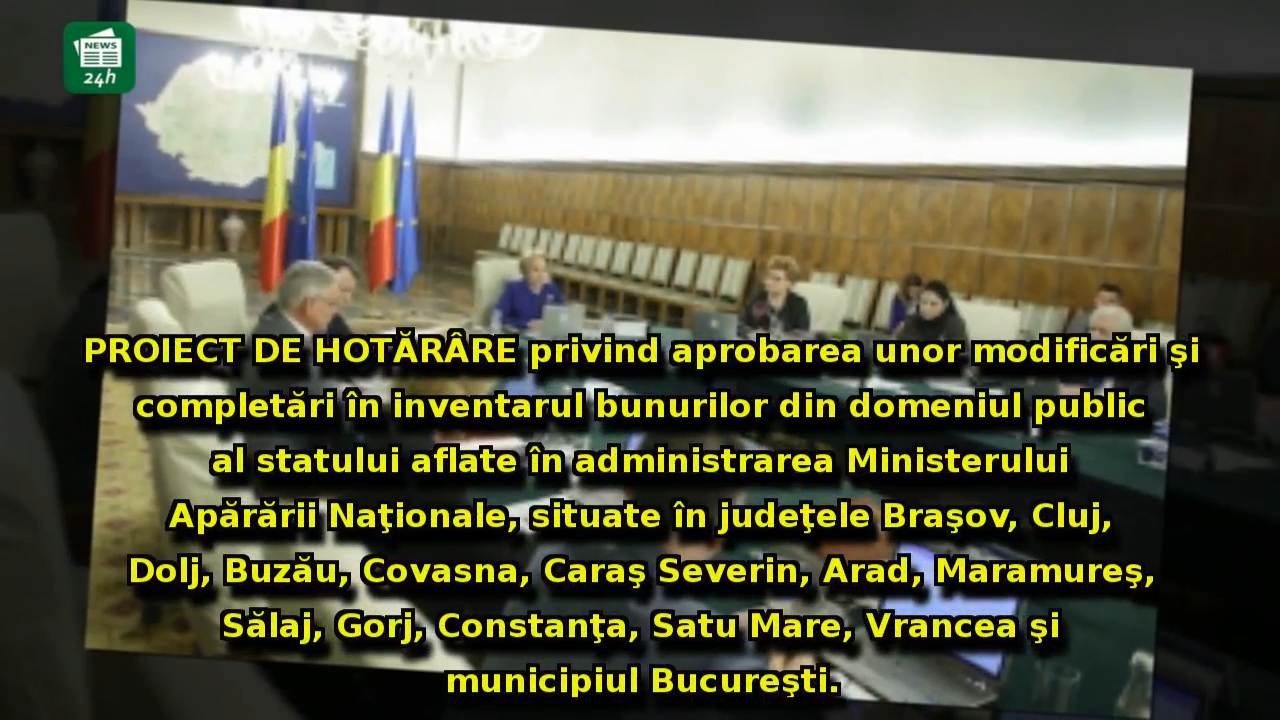 NEWS
24h
PROIECT DE HOTĂRÂRE privind aprobarea unor modificări şi
completări în inventarul bunurilor din domeniul public
al statului aflate în administrarea Ministerului
Apărării Naţionale, situate în judeţele Braşov, Cluj,
Dolj, Buzău, Covasna, Caraş Severin, Arad, Maramureş,
Sălaj, Gorj, Constanţa, Satu Mare, Vrancea şi
municipiul Bucureşti.